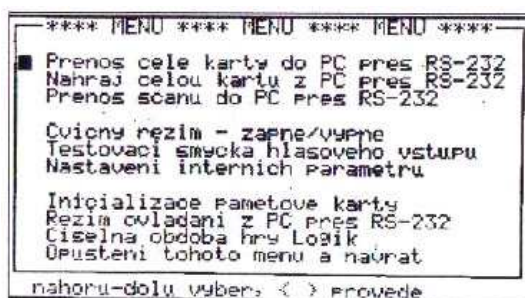 **** MENU **** MENU **** MENU ****
Prenos cele karty do PC pres RS-232
Nahraj celou kartu z PC pres RS-232
Prenos scanu do PC pres RS-232
Cvicny rezim - zapne/vypne
Testovaci smycka hlasoveho vstupu
Nastaveni internich parametru
Inicializace pametove karty
Rezim ovladani z PC pres RS-232
Ciselna obdoba hry Logik
Opusteni tohoto menu a navrat
nahoru-dolu vyber, < > provede